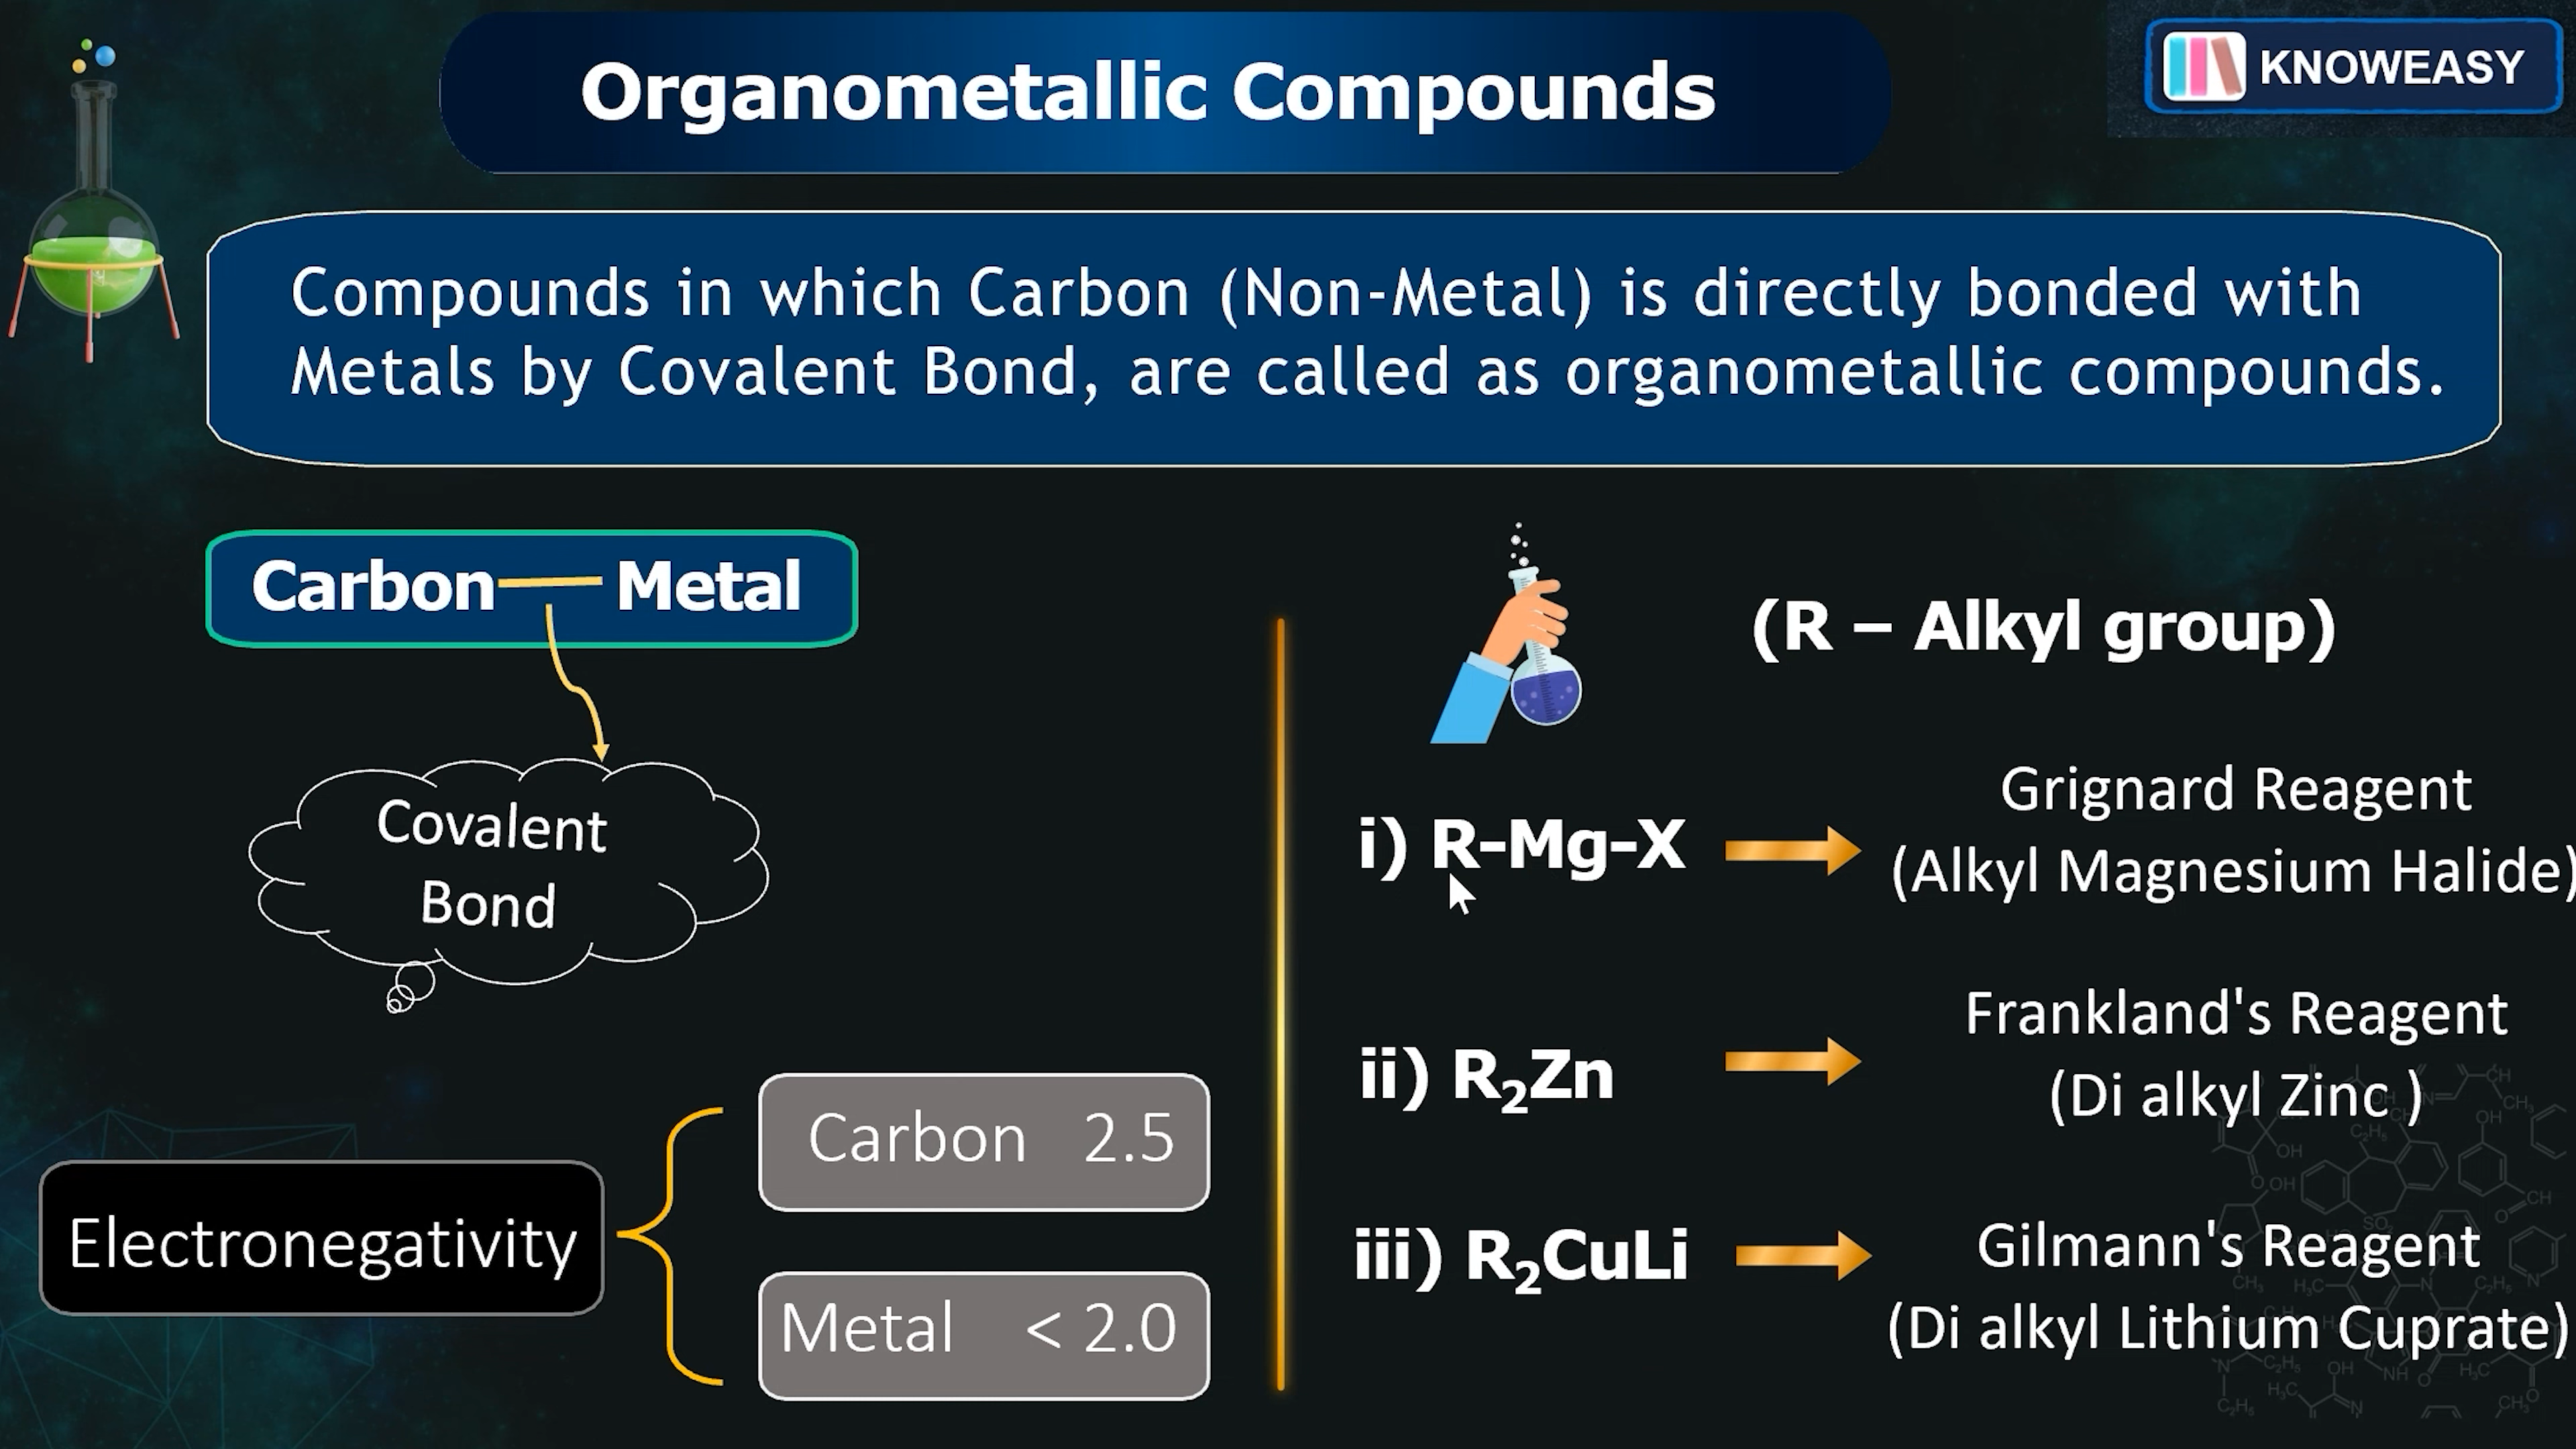 Organometallic Compounds
KNOWEASY
Compounds in which Carbon (Non-Metal) is directly bonded with
Metals by Covalent Bond, are called as organometallic compounds.
Carbon — Metal
Covalent
Bond
Electronegativity
Carbon 2.5
Metal < 2.0
(R – Alkyl group)
i) R-Mg-X
Grignard Reagent
(Alkyl Magnesium Halide)
ii) R₂Zn
Frankland's Reagent
(Di alkyl Zinc )
iii) R₂CuLi
Gilmann's Reagent
(Di alkyl Lithium Cuprate)